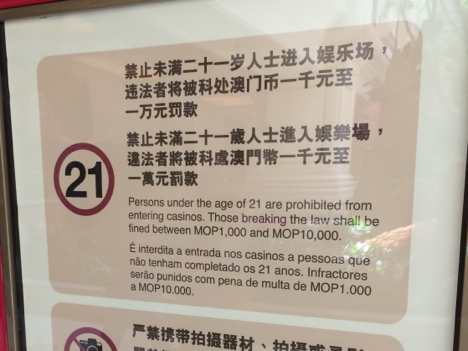 禁止未满二十一岁人士进入娱乐场，
违法者将被科处澳门币一千元至
一万元罚款
禁止未滿二十一歲人士進入娛樂場，
違法者將被科處澳門幣一千元至
一萬元罰款
21
Persons under the age of 21 are prohibited from
entering casinos. Those breaking the law shall be
fined between MOP1,000 and MOP10,000.
É interdita a entrada nos casinos a pessoas que
não tenham completado os 21 anos. Infractores
serão punidos com pena de multa de MOP1.000
a MOP10.000.
严禁携带拍摄器材、拍摄或录影